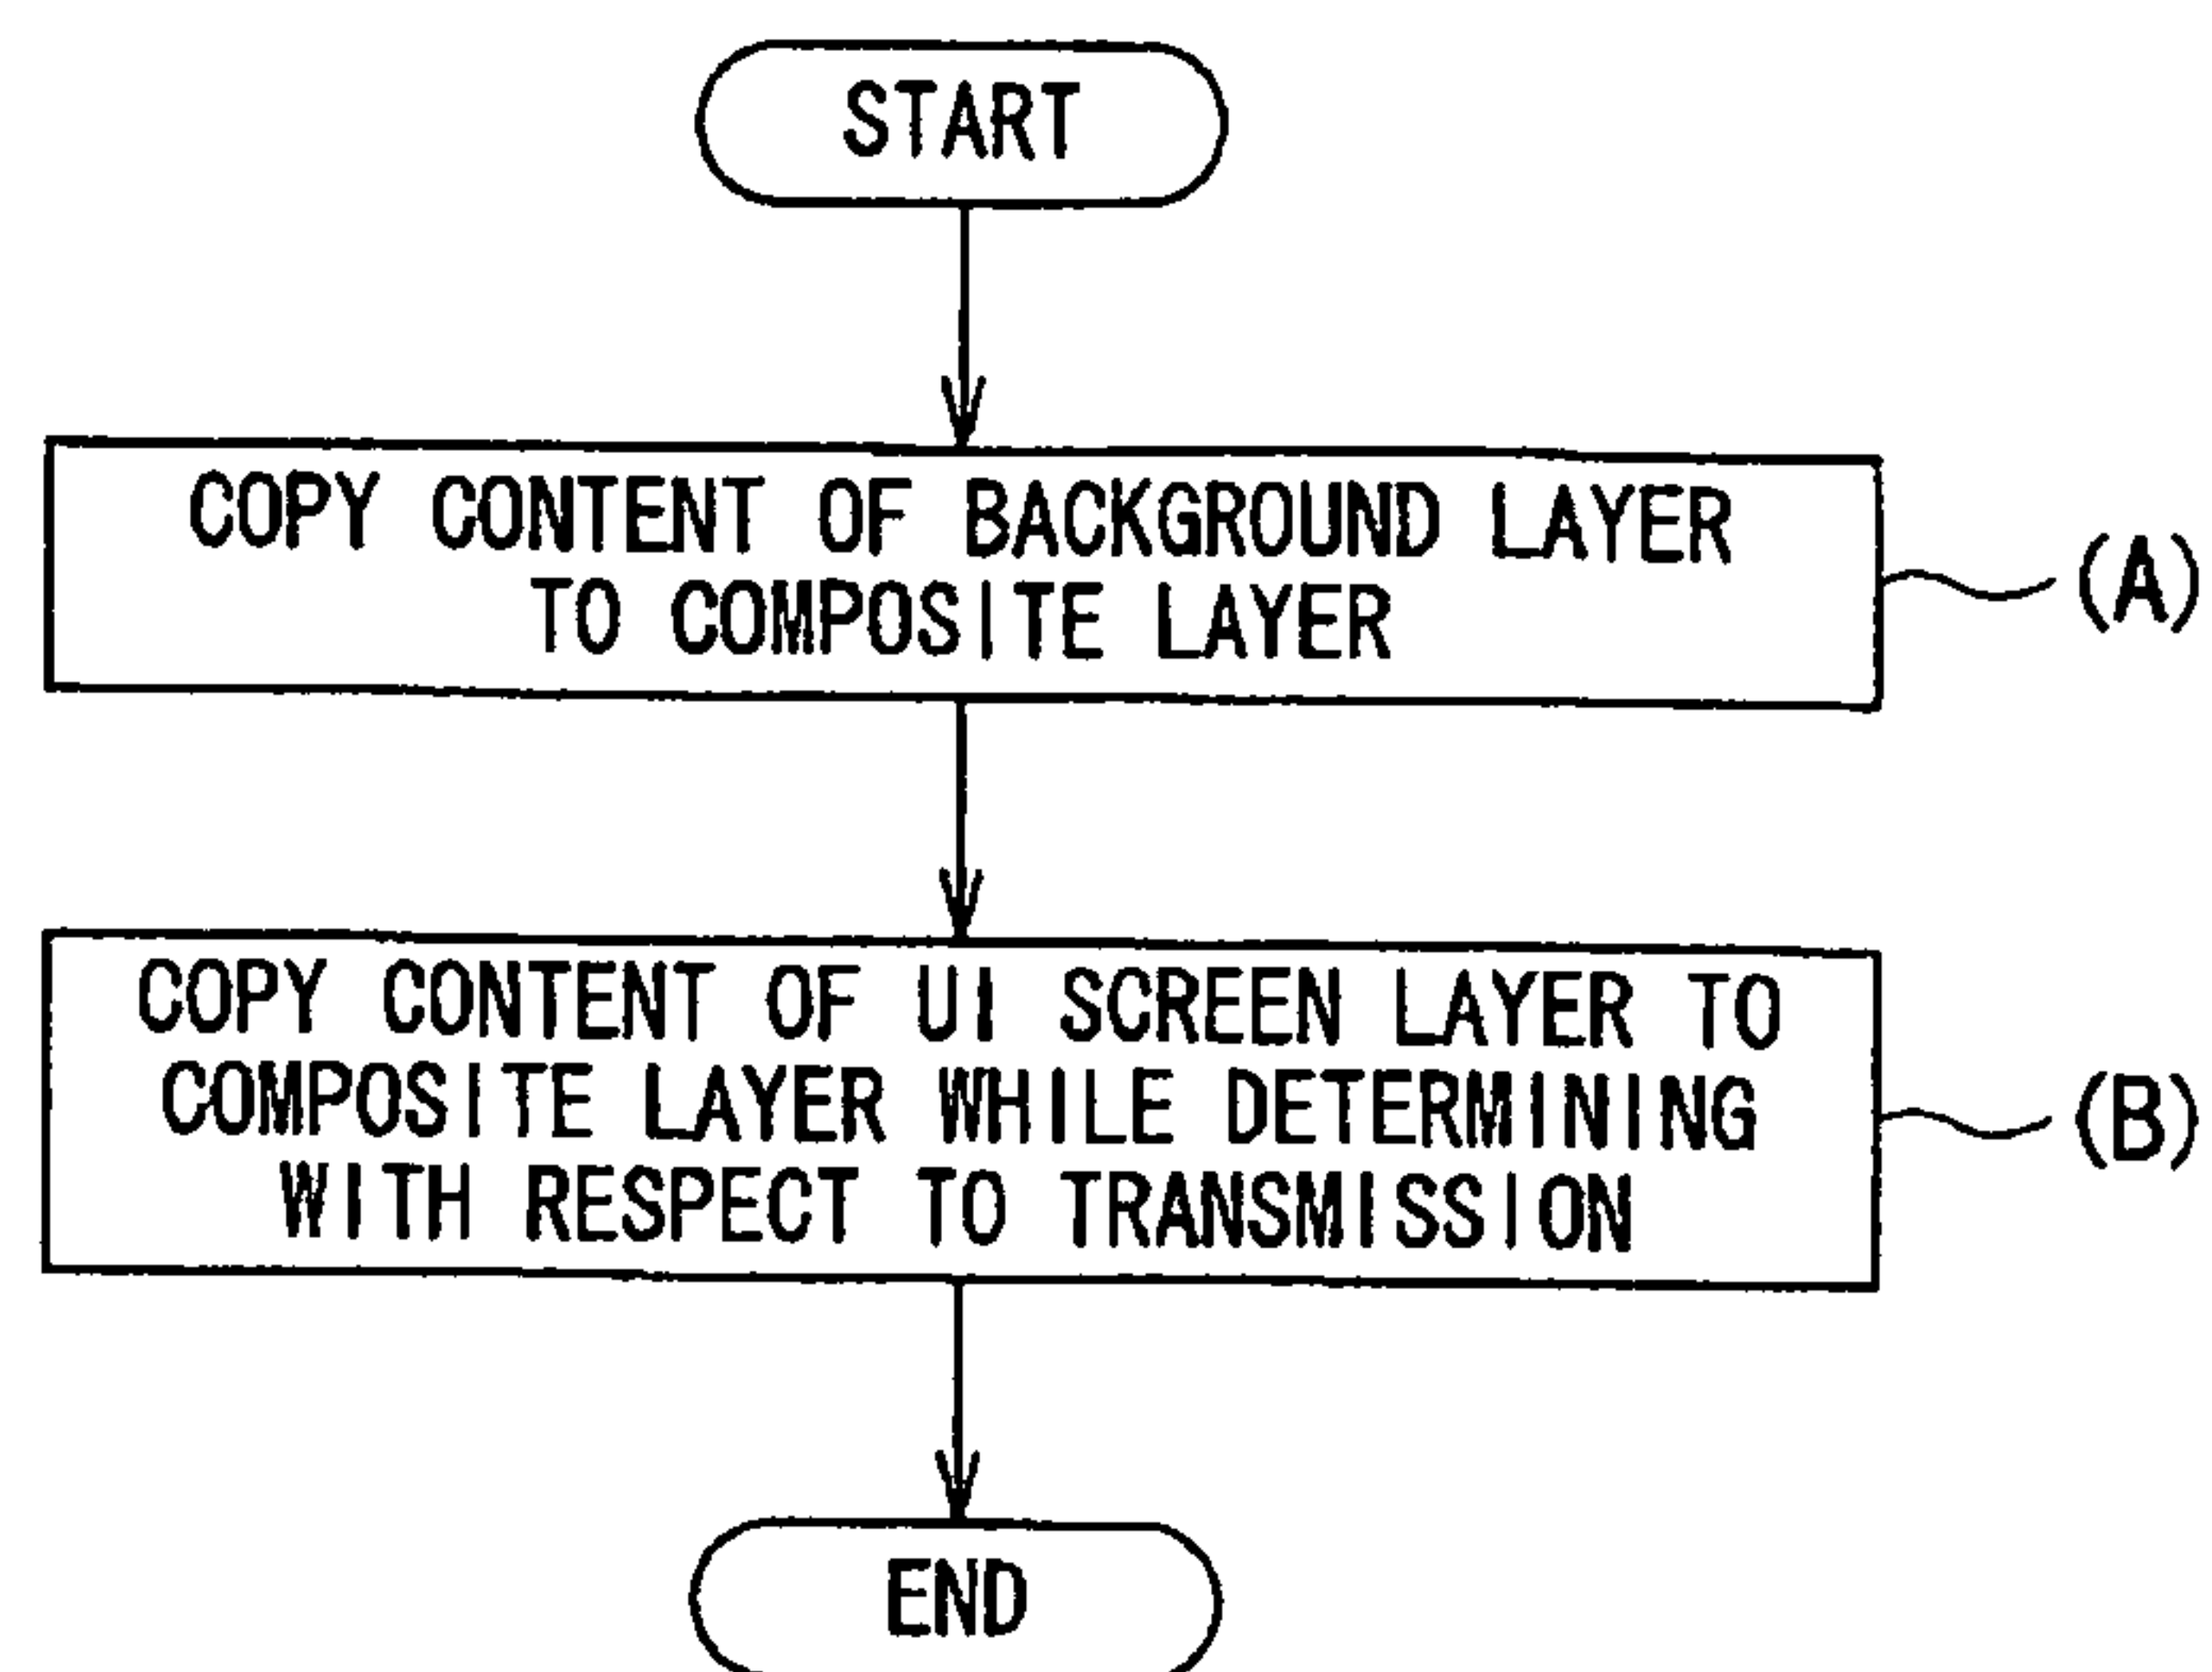 START
COPY CONTENT OF BACKGROUND LAYER
TO COMPOSITE LAYER
(A)
COPY CONTENT OF UI SCREEN LAYER TO
COMPOSITE LAYER WHILE DETERMINING
WITH RESPECT TO TRANSMISSION
(B)
END